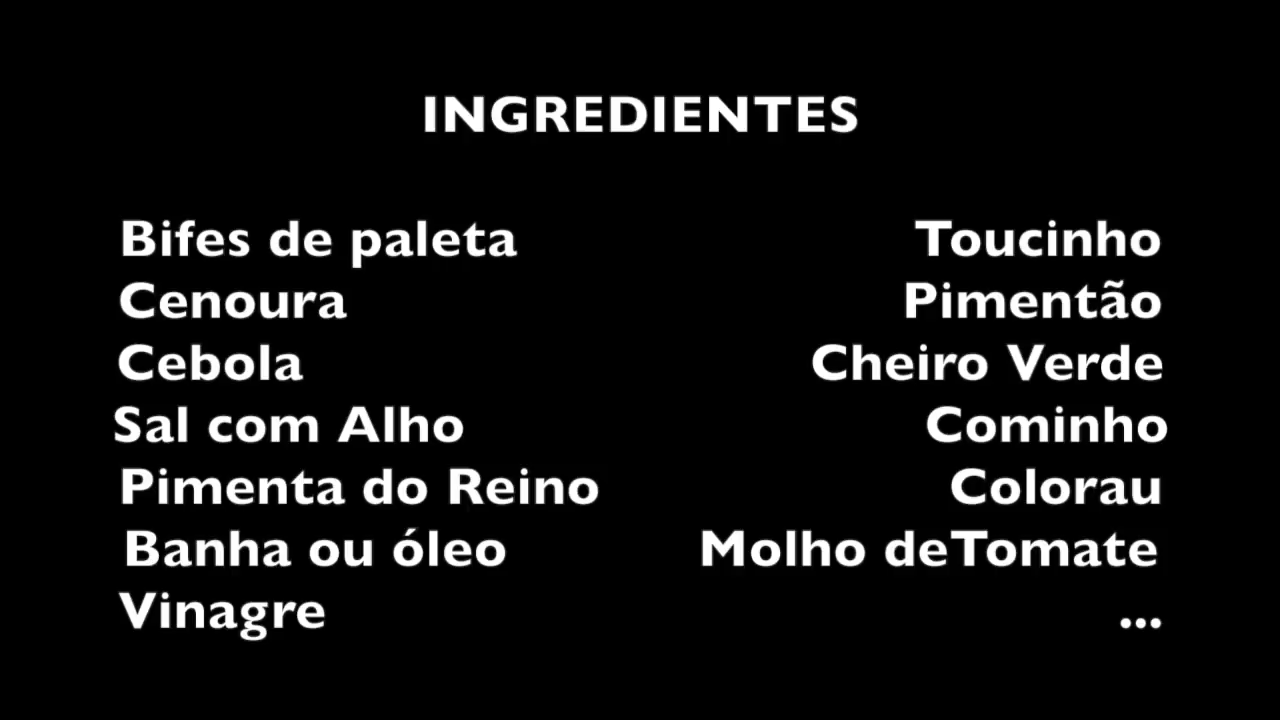 INGREDIENTES
Bifes de paleta
Cenoura
Cebola
Sal com Alho
Pimenta do Reino
Banha ou óleo
Vinagre
Toucinho
Pimentão
Cheiro Verde
Cominho
Colorau
Molho deTomate
...